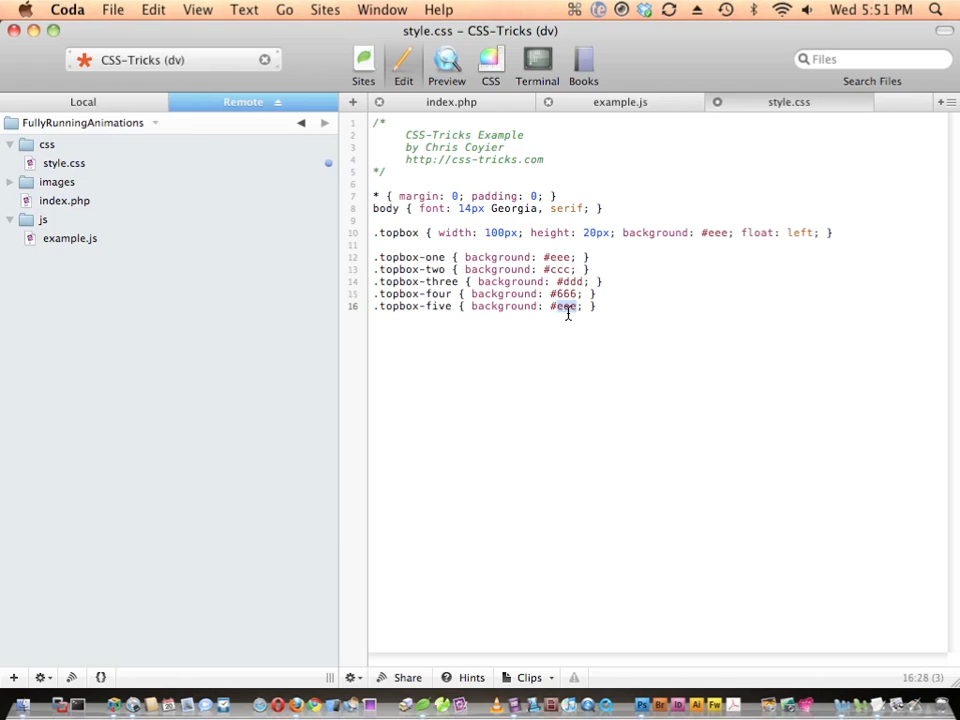 Coda File Edit View Text Go Sites Window Help Wed 5:51 PM
style.css – CSS-Tricks (dv)
CSS-Tricks (dv)
Files
Sites Edit Preview CSS Terminal Books Search Files
Local Remote index.php example.js style.css
FullyRunningAnimations
css
style.css
images
index.php
js
example.js
1 /*
2 CSS-Tricks Example
3 by Chris Coyier
4 http://css-tricks.com
5 */
6
7 * { margin: 0; padding: 0; }
8 body { font: 14px Georgia, serif; }
9
10 .topbox { width: 100px; height: 20px; background: #eee; float: left; }
11
12 .topbox-one { background: #eee; }
13 .topbox-two { background: #ccc; }
14 .topbox-three { background: #ddd; }
15 .topbox-four { background: #666; }
16 .topbox-five { background: #eee; }
Share Hints Clips 16:28 (3)
Ps Br ID Ai Fw